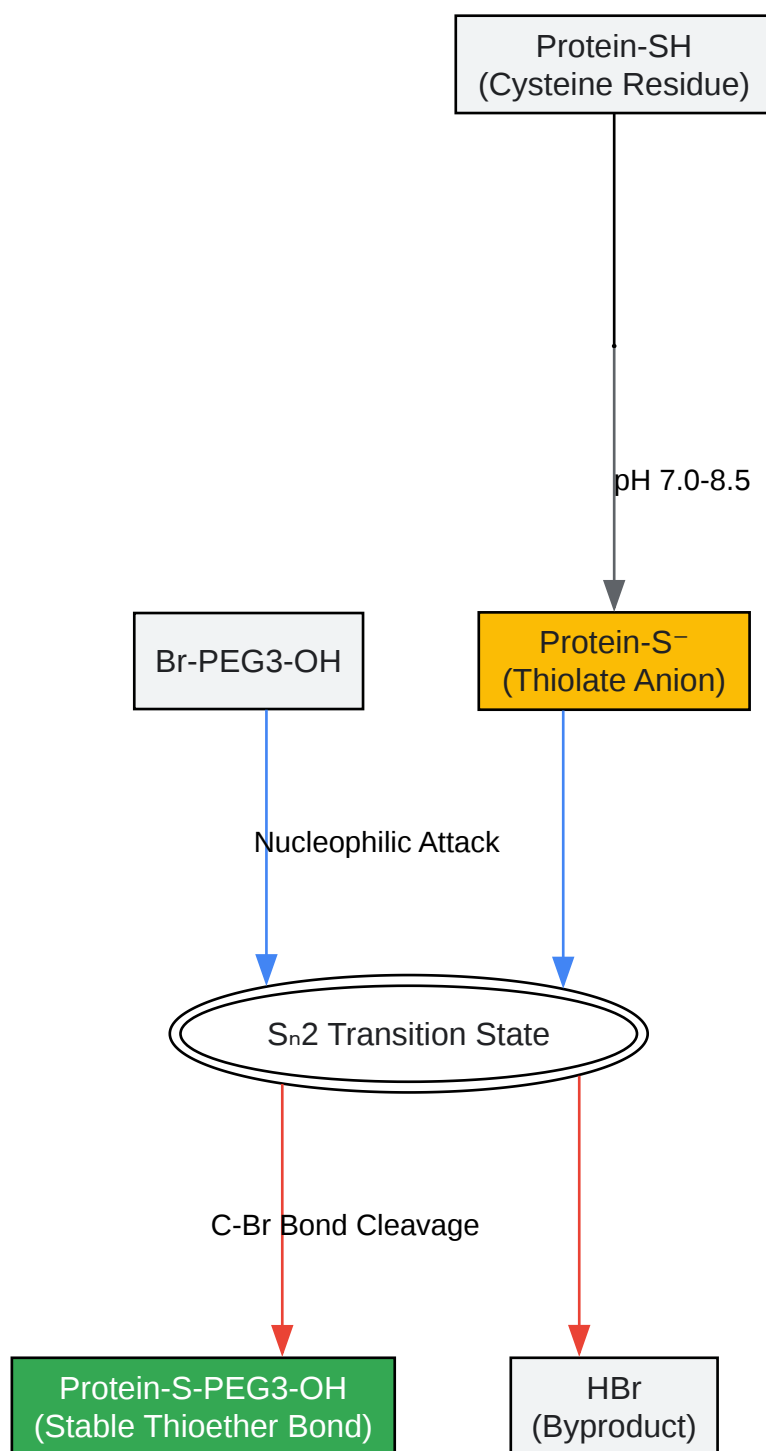 Protein-SH
(Cysteine Residue)
pH 7.0-8.5
Br-PEG3-OH
Protein-S⁻
(Thiolate Anion)
Nucleophilic Attack
Sₙ2 Transition State
C-Br Bond Cleavage
Protein-S-PEG3-OH
(Stable Thioether Bond)
HBr
(Byproduct)